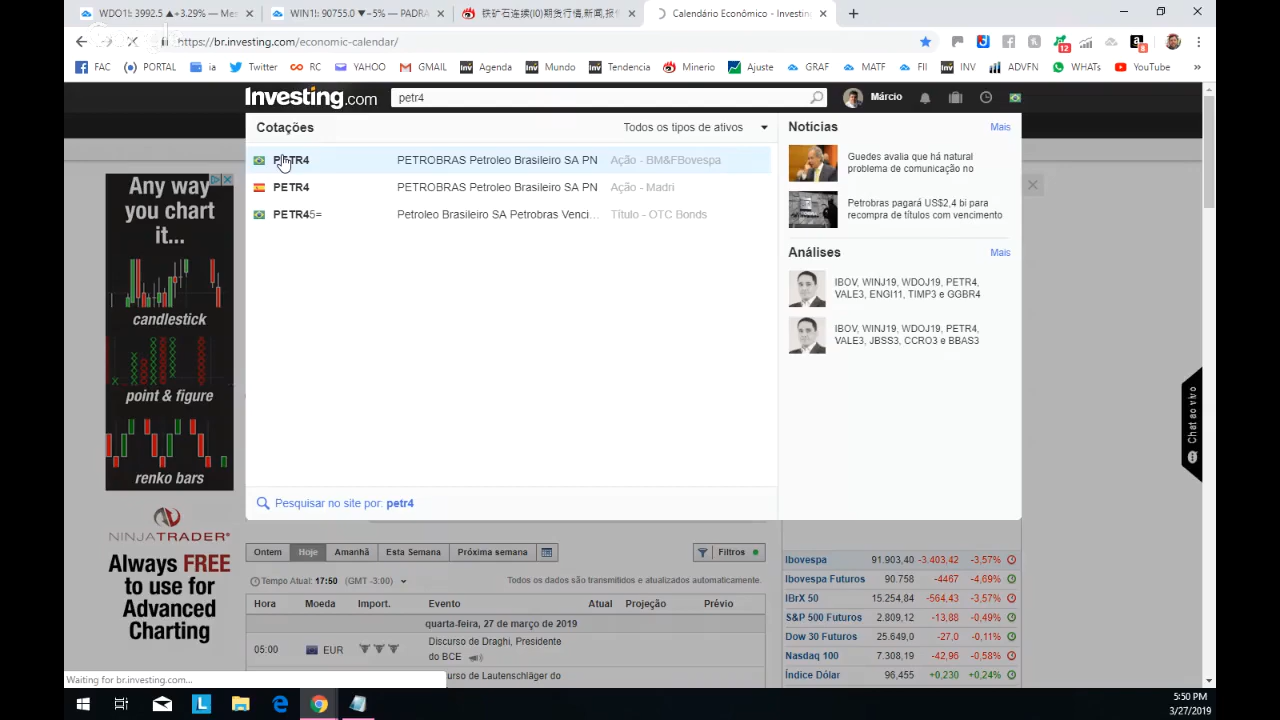 WDO1!: 3992.5 ▲+3.29% — Mes
WIN1!: 90755.0 ▼−5% — PADRA
铁矿石连续(I0)期货行情,新闻,报价
Calendário Econômico - Investin
https://br.investing.com/economic-calendar/
12
8
FAC
PORTAL
ia
Twitter
RC
YAHOO
GMAIL
Agenda
Mundo
Tendencia
Minerio
Ajuste
GRAF
MATF
FII
INV
ADVFN
WHATs
YouTube
Investing.com
petr4
Márcio
Cotações
Todos os tipos de ativos
PETR4 PETROBRAS Petroleo Brasileiro SA PN Ação - BM&FBovespa
PETR4 PETROBRAS Petroleo Brasileiro SA PN Ação - Madri
PETR45= Petroleo Brasileiro SA Petrobras Venci... Título - OTC Bonds
Pesquisar no site por: petr4
Noticias
Mais
Guedes avalia que há natural
problema de comunicação no
Petrobras pagará US$2,4 bi para
recompra de títulos com vencimento
Análises
Mais
IBOV, WINJ19, WDOJ19, PETR4,
VALE3, ENGI11, TIMP3 e GGBR4
IBOV, WINJ19, WDOJ19, PETR4,
VALE3, JBSS3, CCRO3 e BBAS3
Any way
you chart
it...
candlestick
point & figure
renko bars
NINJATRADER®
Always FREE
to use for
Advanced
Charting
Chat ao vivo
Ontem
Hoje
Amanhã
Esta Semana
Próxima semana
Filtros
Tempo Atual: 17:50 (GMT -3:00)
Todos os dados são transmitidos e atualizados automaticamente.
Hora Moeda Import. Evento Atual Projeção Prévio
quarta-feira, 27 de março de 2019
05:00 EUR Discurso de Draghi, Presidente
do BCE
so de Lautenschläger do
Ibovespa 91.903,40 -3.403,42 -3,57%
Ibovespa Futuros 90.758 -4467 -4,69%
IBrX 50 15.254,84 -564,43 -3,57%
S&P 500 Futuros 2.809,12 -13,88 -0,49%
Dow 30 Futuros 25.649,0 -27,0 -0,11%
Nasdaq 100 7.308,19 -42,96 -0,58%
Índice Dólar 96,455 +0,230 +0,24%
Waiting for br.investing.com...
5:50 PM
3/27/2019